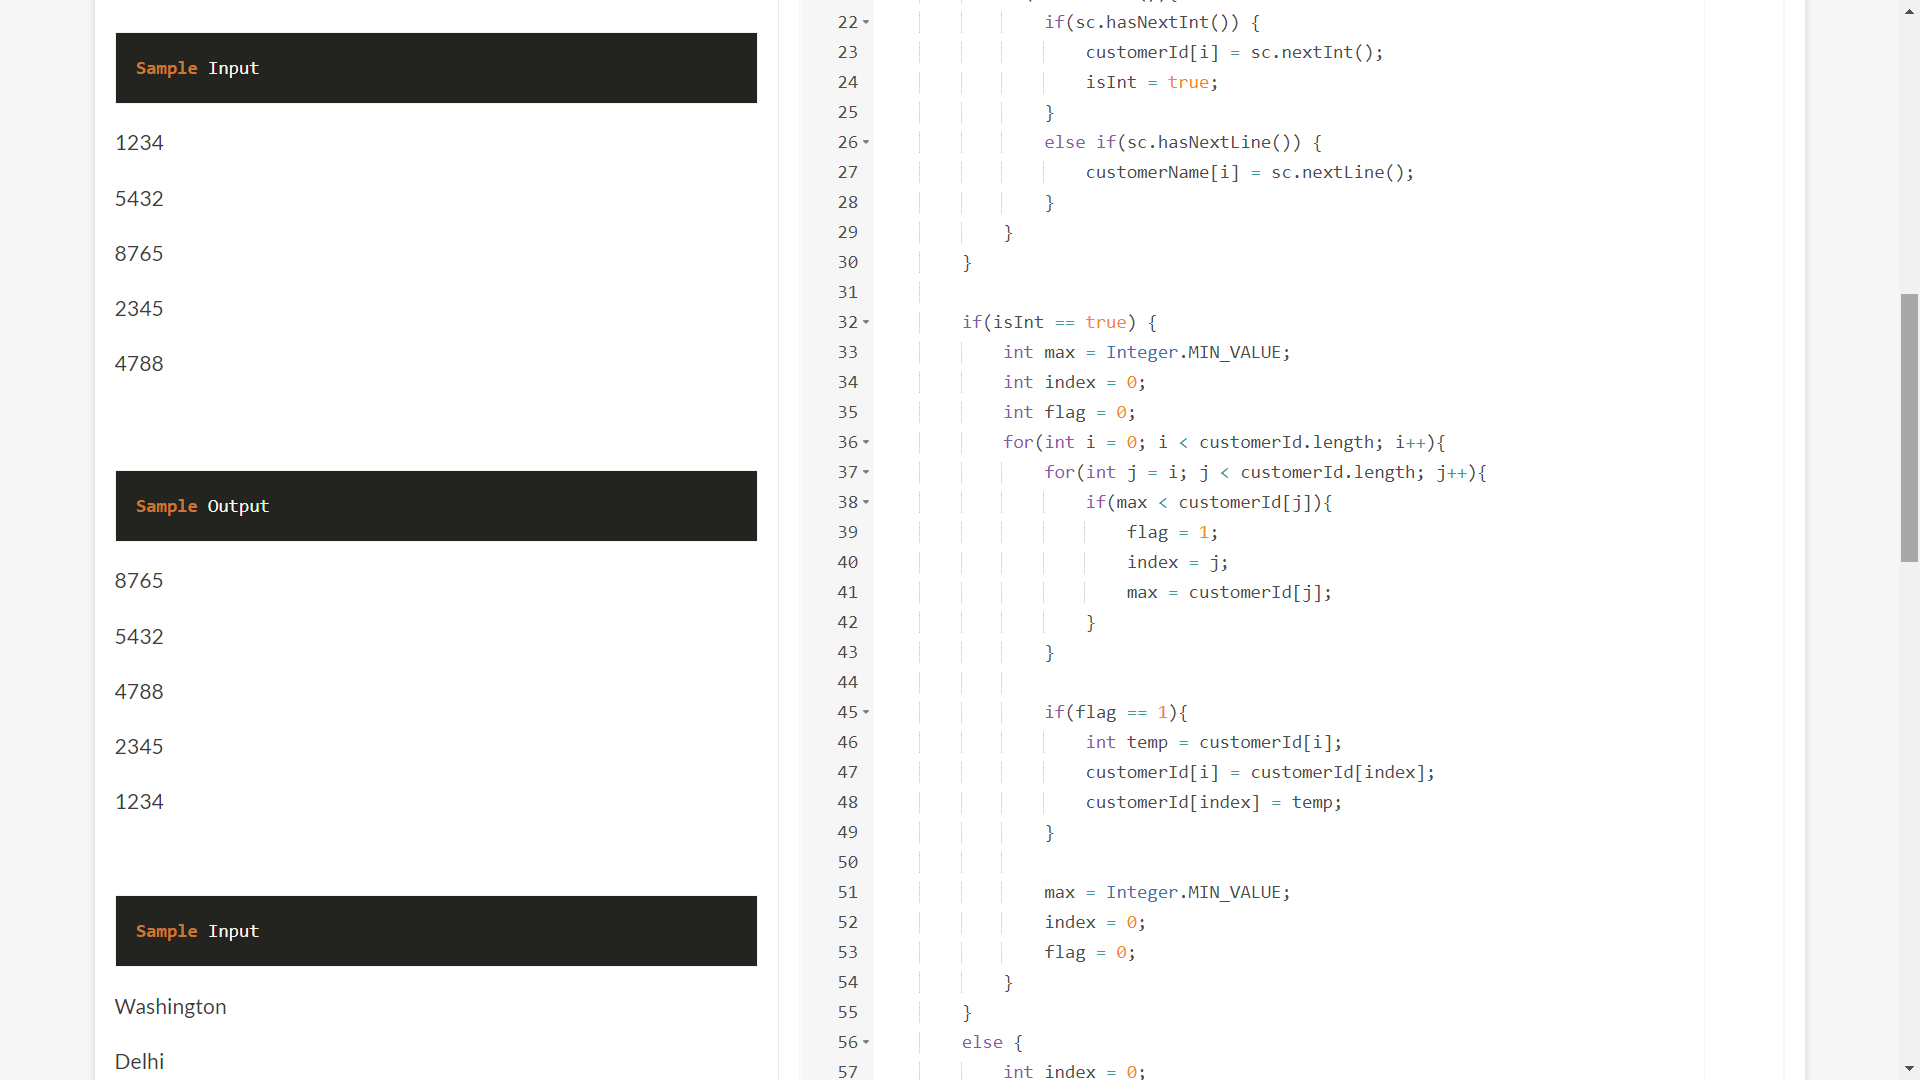 Sample Input
1234
5432
8765
2345
4788
Sample Output
8765
5432
4788
2345
1234
Sample Input
Washington
Delhi
22 if(sc.hasNextInt()) {
23 customerId[i] = sc.nextInt();
24 isInt = true;
25 }
26 else if(sc.hasNextLine()) {
27 customerName[i] = sc.nextLine();
28 }
29 }
30 }
31
32 if(isInt == true) {
33 int max = Integer.MIN_VALUE;
34 int index = 0;
35 int flag = 0;
36 for(int i = 0; i < customerId.length; i++){
37 for(int j = i; j < customerId.length; j++){
38 if(max < customerId[j]){
39 flag = 1;
40 index = j;
41 max = customerId[j];
42 }
43 }
44
45 if(flag == 1){
46 int temp = customerId[i];
47 customerId[i] = customerId[index];
48 customerId[index] = temp;
49 }
50
51 max = Integer.MIN_VALUE;
52 index = 0;
53 flag = 0;
54 }
55 }
56 else {
57 int index = 0;